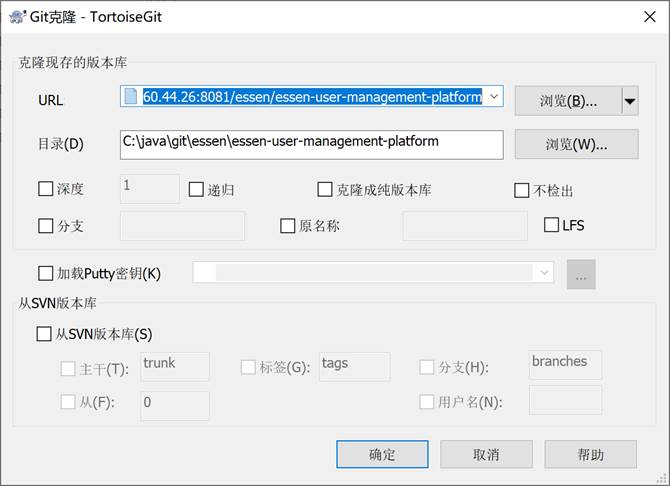 Git克隆 - TortoiseGit
克隆现存的版本库
URL 60.44.26:8081/essen/essen-user-management-platform 浏览(B)...
目录(D) C:\java\git\essen\essen-user-management-platform 浏览(W)...
深度 1 递归 克隆成纯版本库 不检出
分支 原名称 LFS
加载Putty密钥(K) ...
从SVN版本库
从SVN版本库(S)
主干(T): trunk 标签(G): tags 分支(H): branches
从(F): 0 用户名(N):
确定 取消 帮助